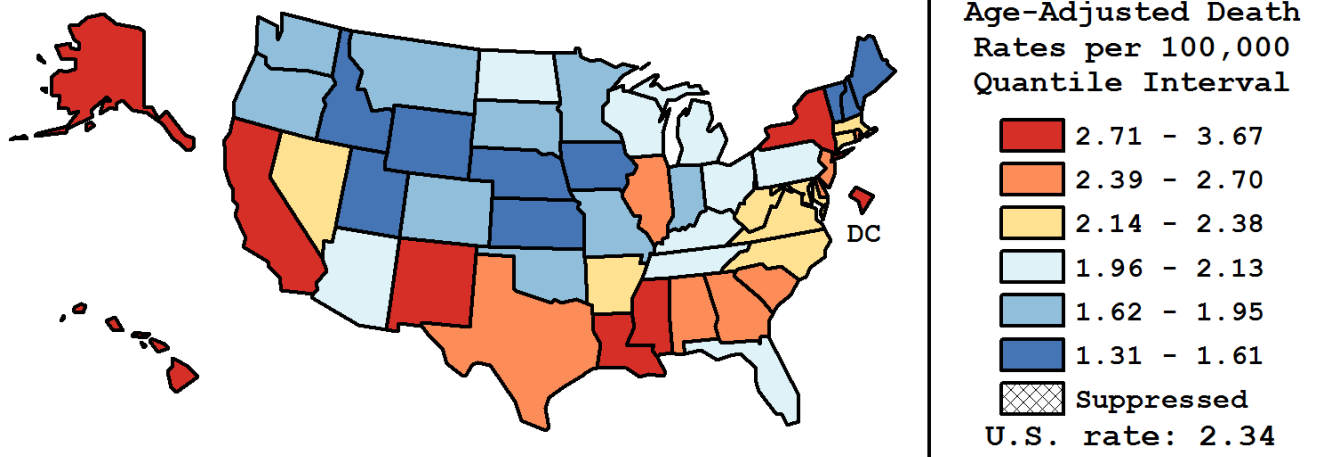 Age-Adjusted Death
Rates per 100,000
Quantile Interval
2.71 - 3.67
2.39 - 2.70
2.14 - 2.38
1.96 - 2.13
1.62 - 1.95
1.31 - 1.61
Suppressed
U.S. rate: 2.34
DC